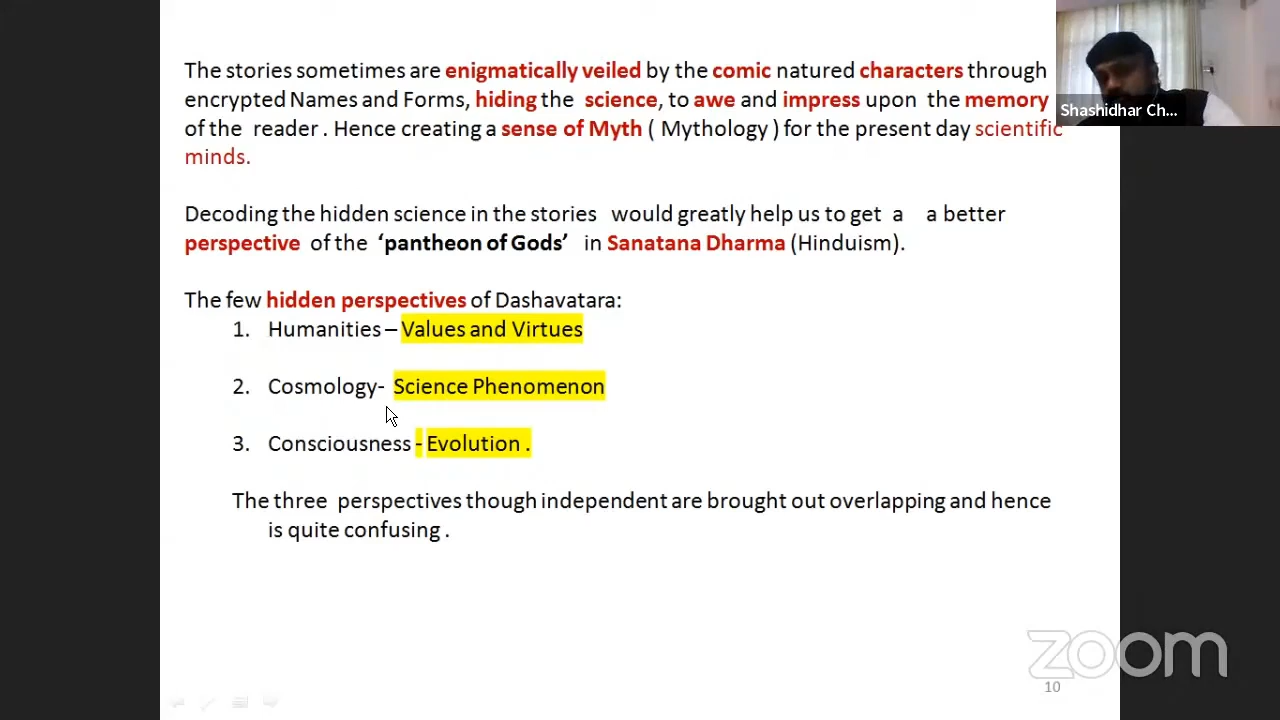 The stories sometimes are enigmatically veiled by the comic natured characters through
encrypted Names and Forms, hiding the science, to awe and impress upon the memory
of the reader . Hence creating a sense of Myth ( Mythology ) for the present day scientific
minds.
Decoding the hidden science in the stories would greatly help us to get a a better
perspective of the ‘pantheon of Gods’ in Sanatana Dharma (Hinduism).
The few hidden perspectives of Dashavatara:
1. Humanities – Values and Virtues
2. Cosmology- Science Phenomenon
3. Consciousness - Evolution .
The three perspectives though independent are brought out overlapping and hence
is quite confusing .
Shashidhar Ch...
zoom
10